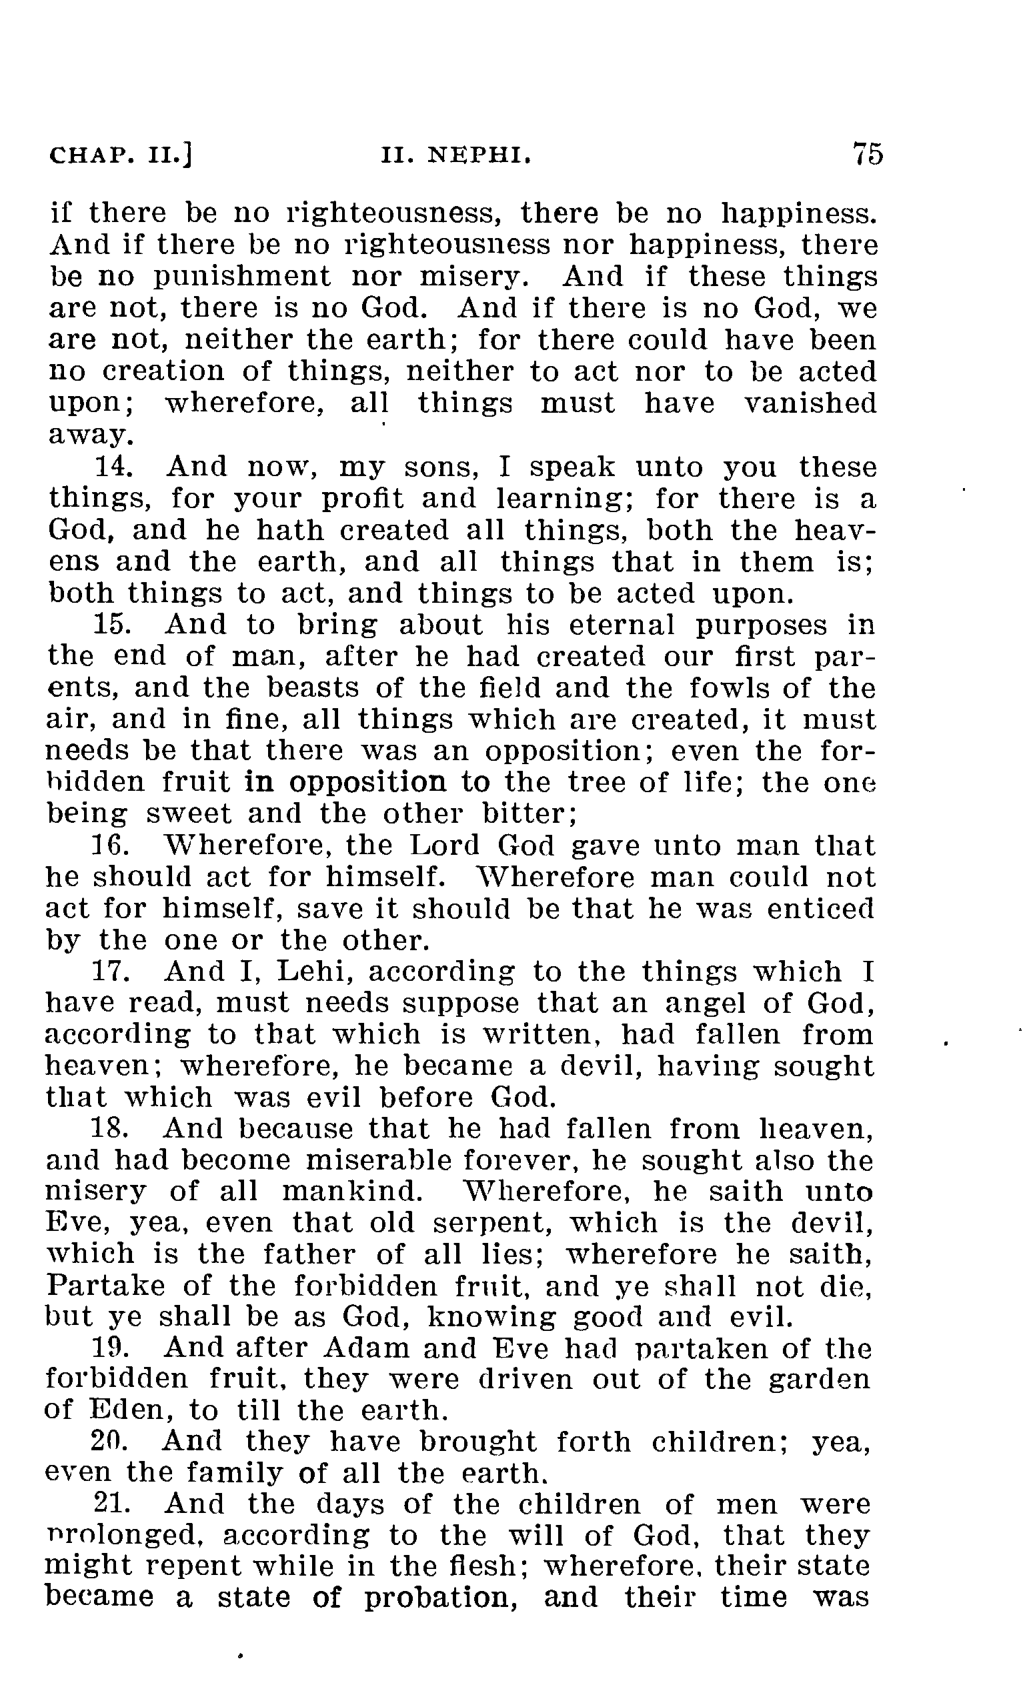 CHAP. II.] II. NEPHI. 75
if there be no righteousness, there be no happiness.
And if there be no righteousness nor happiness, there
be no punishment nor misery. And if these things
are not, there is no God. And if there is no God, we
are not, neither the earth; for there could have been
no creation of things, neither to act nor to be acted
upon; wherefore, all things must have vanished
away.
14. And now, my sons, I speak unto you these
things, for your profit and learning; for there is a
God, and he hath created all things, both the heav-
ens and the earth, and all things that in them is;
both things to act, and things to be acted upon.
15. And to bring about his eternal purposes in
the end of man, after he had created our first par-
ents, and the beasts of the field and the fowls of the
air, and in fine, all things which are created, it must
needs be that there was an opposition; even the for-
bidden fruit in opposition to the tree of life; the one
being sweet and the other bitter;
16. Wherefore, the Lord God gave unto man that
he should act for himself. Wherefore man could not
act for himself, save it should be that he was enticed
by the one or the other.
17. And I, Lehi, according to the things which I
have read, must needs suppose that an angel of God,
according to that which is written, had fallen from
heaven; wherefore, he became a devil, having sought
that which was evil before God.
18. And because that he had fallen from heaven,
and had become miserable forever, he sought also the
misery of all mankind. Wherefore, he saith unto
Eve, yea, even that old serpent, which is the devil,
which is the father of all lies; wherefore he saith,
Partake of the forbidden fruit, and ye shall not die,
but ye shall be as God, knowing good and evil.
19. And after Adam and Eve had partaken of the
forbidden fruit, they were driven out of the garden
of Eden, to till the earth.
20. And they have brought forth children; yea,
even the family of all the earth.
21. And the days of the children of men were
prolonged, according to the will of God, that they
might repent while in the flesh; wherefore, their state
became a state of probation, and their time was